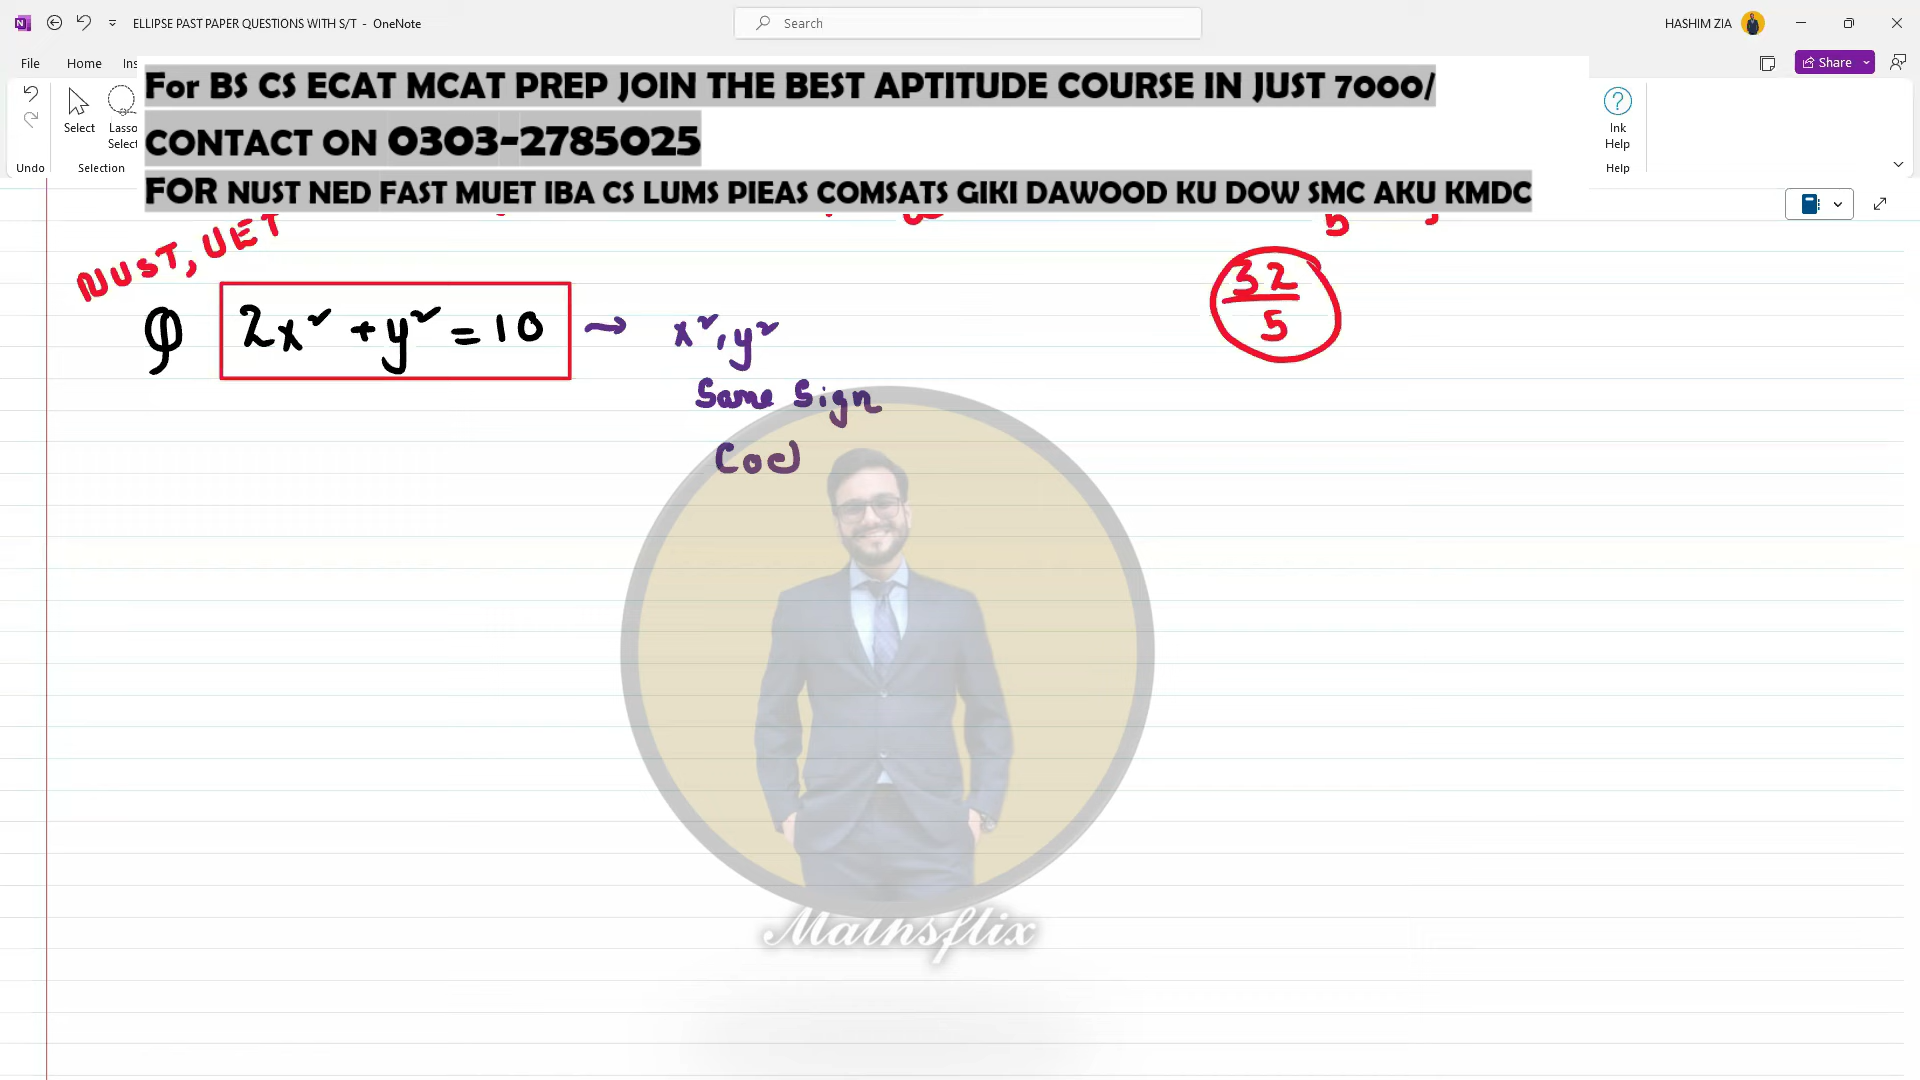 ELLIPSE PAST PAPER QUESTIONS WITH S/T - OneNote
Search
HASHIM ZIA
File
Home
Ins
Share
For BS CS ECAT MCAT PREP JOIN THE BEST APTITUDE COURSE IN JUST 7000/
CONTACT ON 0303-2785025
FOR NUST NED FAST MUET IBA CS LUMS PIEAS COMSATS GIKI DAWOOD KU DOW SMC AKU KMDC
Select
Lasso
Select
Ink
Help
Undo
Selection
Help
NUST, UET
5
32
5
Q 2x² + y² = 10 → x², y²
Same Sign
Mainsflix